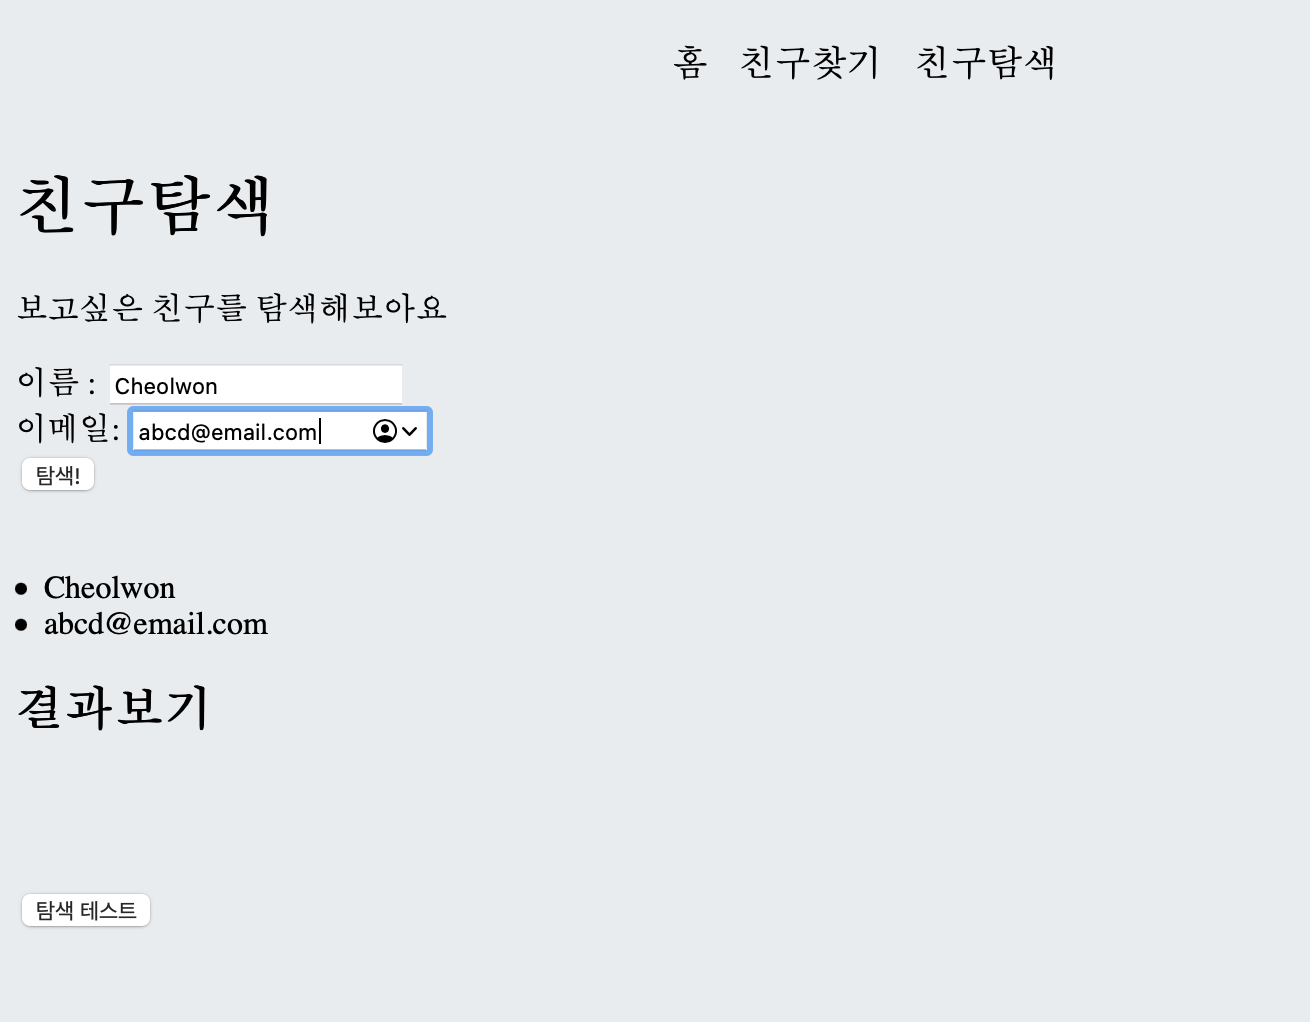 홈 친구찾기 친구탐색
친구탐색
보고싶은 친구를 탐색해보아요
이름 : Cheolwon
이메일: abcd@email.com
탐색!
Cheolwon
abcd@email.com
결과보기
탐색 테스트